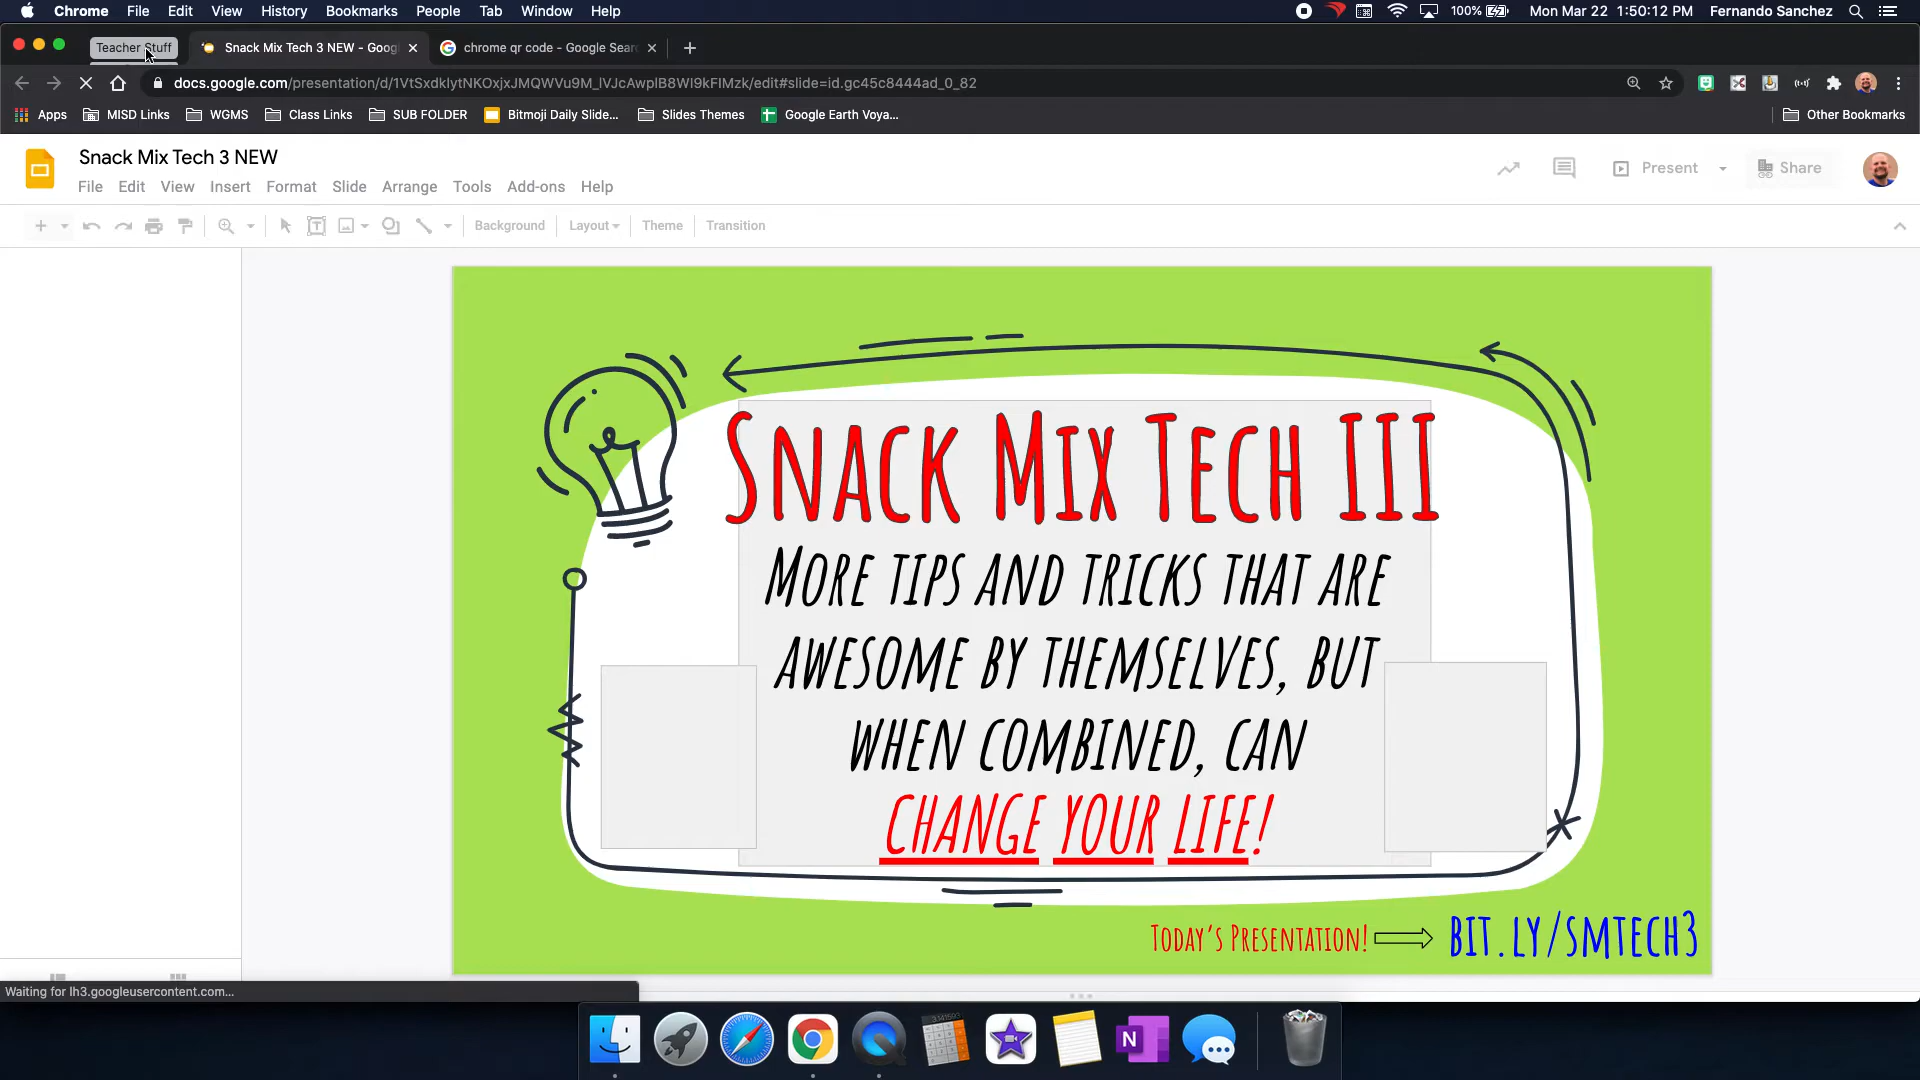 Chrome File Edit View History Bookmarks People Tab Window Help 100% Mon Mar 22 1:50:12 PM Fernando Sanchez
Teacher Stuff Snack Mix Tech 3 NEW - Goog chrome qr code - Google Sear
docs.google.com/presentation/d/1VtSxdklytNKOxjxJMQWVu9M_lVJcAwplB8WI9kFIMzk/edit#slide=id.gc45c8444ad_0_82
Apps MISD Links WGMS Class Links SUB FOLDER Bitmoji Daily Slide... Slides Themes Google Earth Voya... Other Bookmarks
Snack Mix Tech 3 NEW
File Edit View Insert Format Slide Arrange Tools Add-ons Help
Present Share
Background Layout Theme Transition
Snack Mix Tech III
More tips and tricks that are
awesome by themselves, but
when combined, can
change your life!
Today's Presentation! bit.ly/smtech3
Waiting for lh3.googleusercontent.com...
3.141593
N